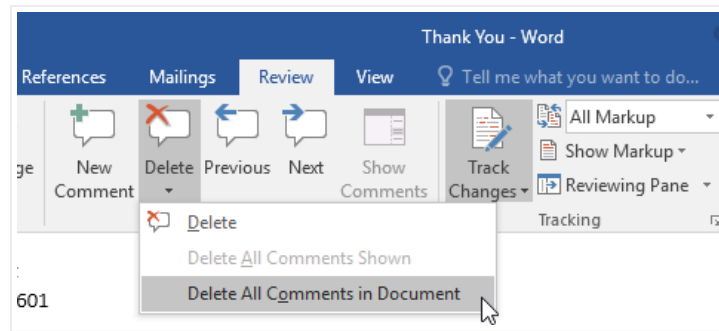 Thank You - Word
References Mailings Review View Tell me what you want to do...
New Comment
Delete
Previous
Next
Show Comments
Track Changes
All Markup
Show Markup
Reviewing Pane
Tracking
Delete
Delete All Comments Shown
Delete All Comments in Document
601